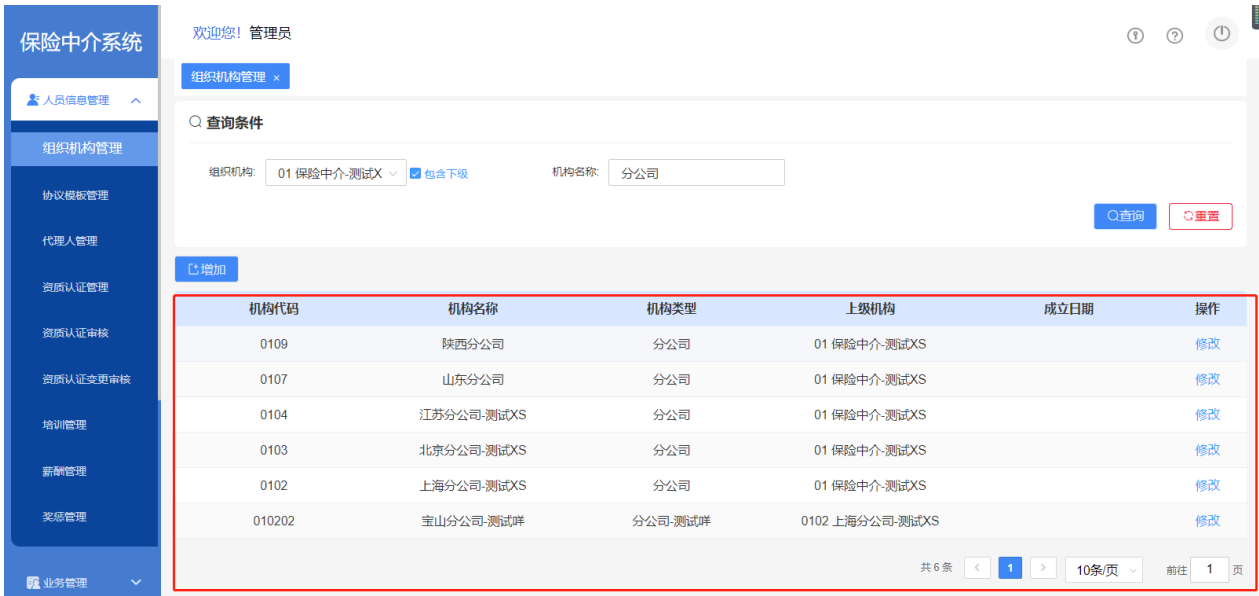 保险中介系统
欢迎您！管理员
组织机构管理 ×
人员信息管理
组织机构管理
协议模板管理
代理人管理
资质认证管理
资质认证审核
资质认证变更审核
培训管理
薪酬管理
奖惩管理
业务管理
查询条件
组织机构: 01 保险中介-测试X 包含下级 机构名称: 分公司
查询 重置
增加
机构代码 机构名称 机构类型 上级机构 成立日期 操作
0109 陕西分公司 分公司 01 保险中介-测试XS 修改
0107 山东分公司 分公司 01 保险中介-测试XS 修改
0104 江苏分公司-测试XS 分公司 01 保险中介-测试XS 修改
0103 北京分公司-测试XS 分公司 01 保险中介-测试XS 修改
0102 上海分公司-测试XS 分公司 01 保险中介-测试XS 修改
010202 宝山分公司-测试咩 分公司-测试咩 0102 上海分公司-测试XS 修改
共 6 条 < 1 > 10条/页 前往 1 页